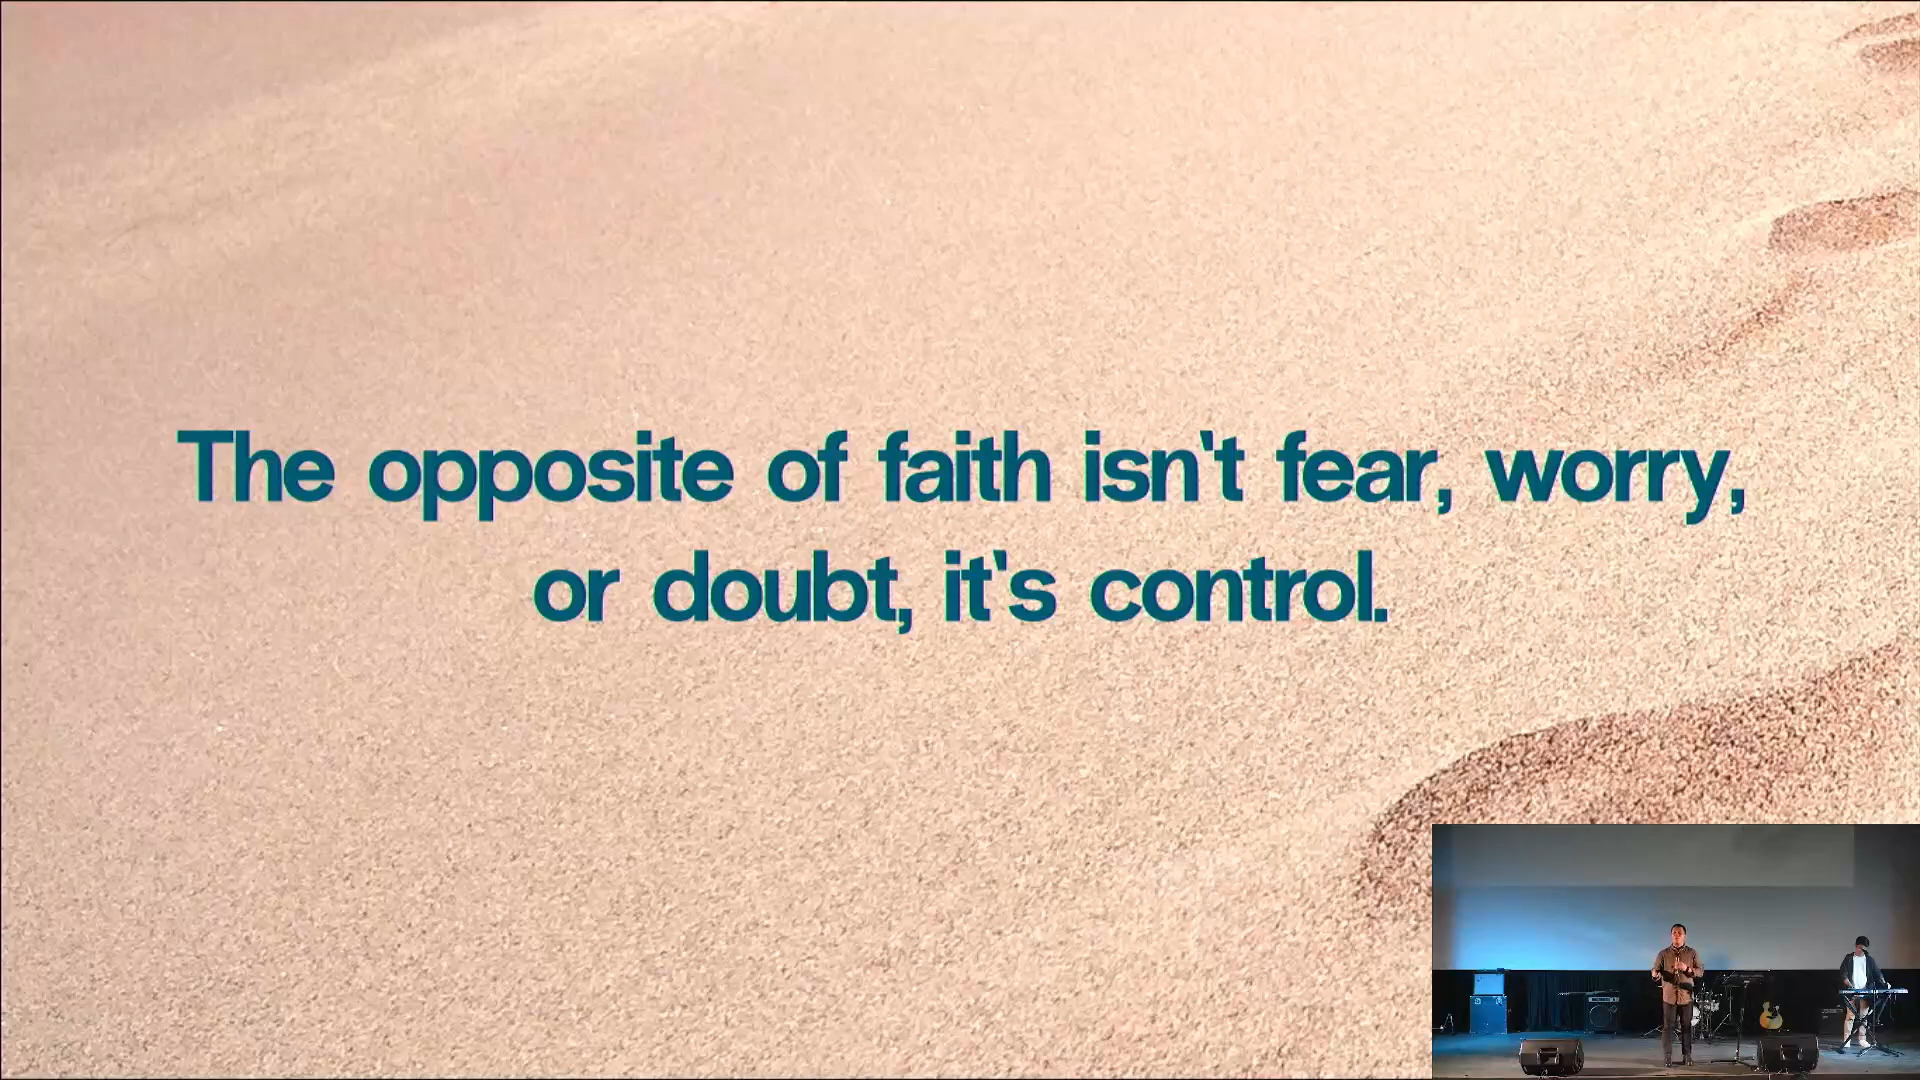 The opposite of faith isn't fear, worry,
or doubt, it's control.